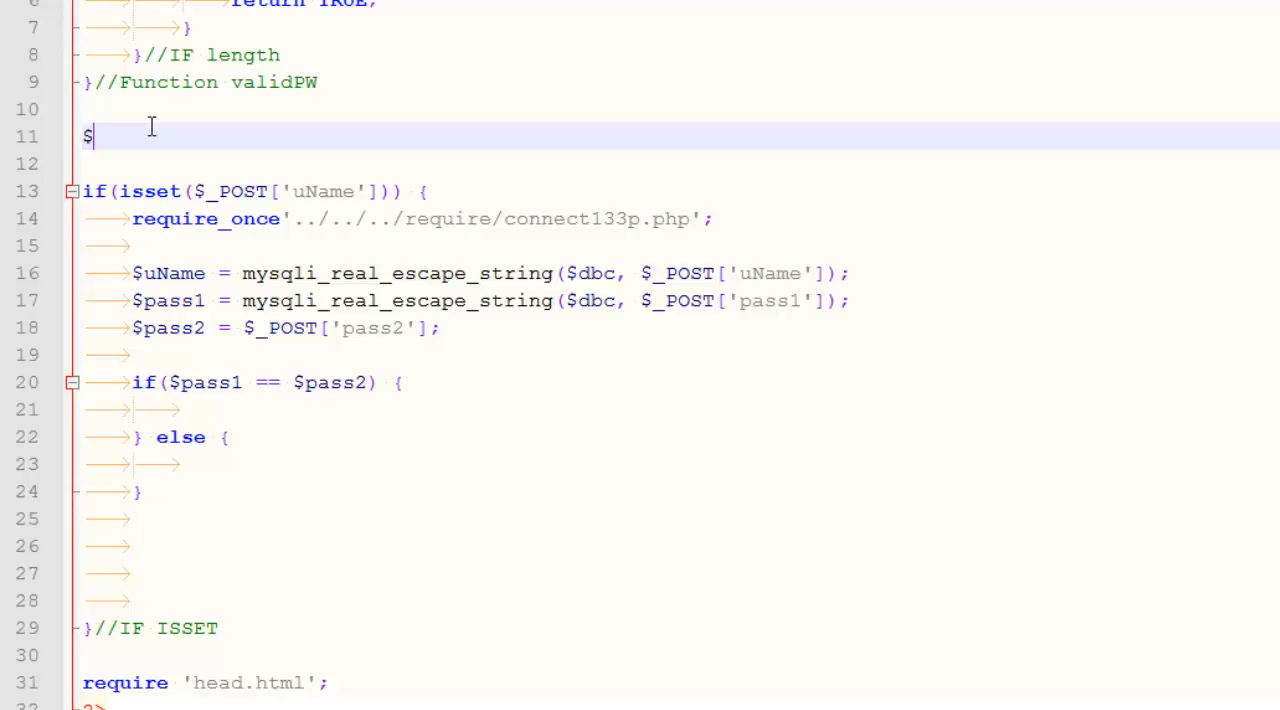 6 return TRUE;
7 }
8 }//IF length
9 }//Function validPW
10
11 $
12
13 if(isset($_POST['uName'])) {
14 require_once'../../../require/connect133p.php';
15
16 $uName = mysqli_real_escape_string($dbc, $_POST['uName']);
17 $pass1 = mysqli_real_escape_string($dbc, $_POST['pass1']);
18 $pass2 = $_POST['pass2'];
19
20 if($pass1 == $pass2) {
21
22 } else {
23
24 }
25
26
27
28
29 }//IF ISSET
30
31 require 'head.html';
32 ?>